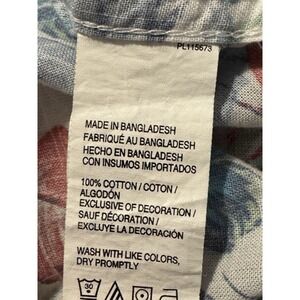 PL115673
MADE IN BANGLADESH
FABRIQUÉ AU BANGLADESH
HECHO EN BANGLADESH
CON INSUMOS IMPORTADOS
100% COTTON / COTON /
ALGODÓN
EXCLUSIVE OF DECORATION /
SAUF DÉCORATION /
EXCLUYE LA DECORACIÓN
WASH WITH LIKE COLORS,
DRY PROMPTLY
30